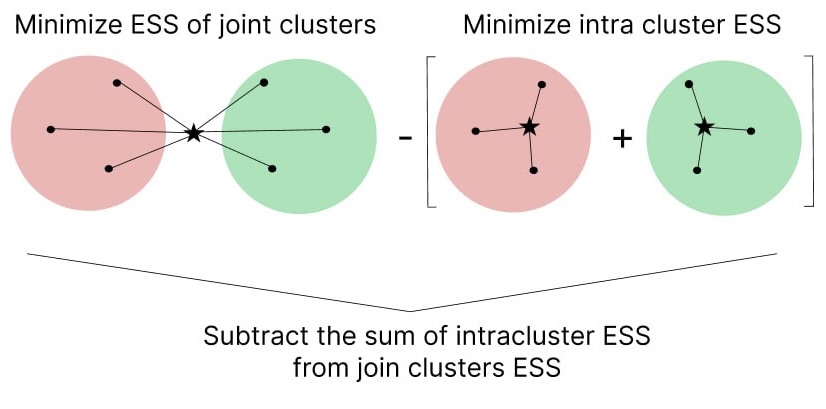 Minimize ESS of joint clusters
Minimize intra cluster ESS
-
+
Subtract the sum of intracluster ESS
from join clusters ESS